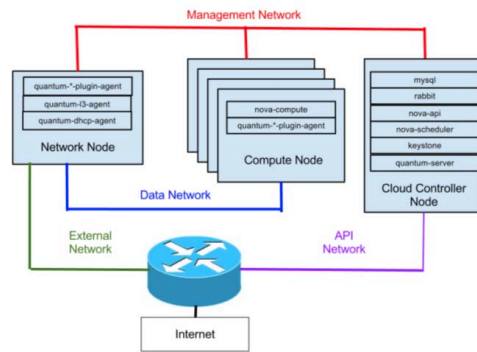 Management Network
quantum-*-plugin-agent
quantum-l3-agent
quantum-dhcp-agent
Network Node
nova-compute
quantum-*-plugin-agent
Compute Node
mysql
rabbit
nova-api
nova-scheduler
keystone
quantum-server
Cloud Controller
Node
Data Network
External
Network
API
Network
Internet